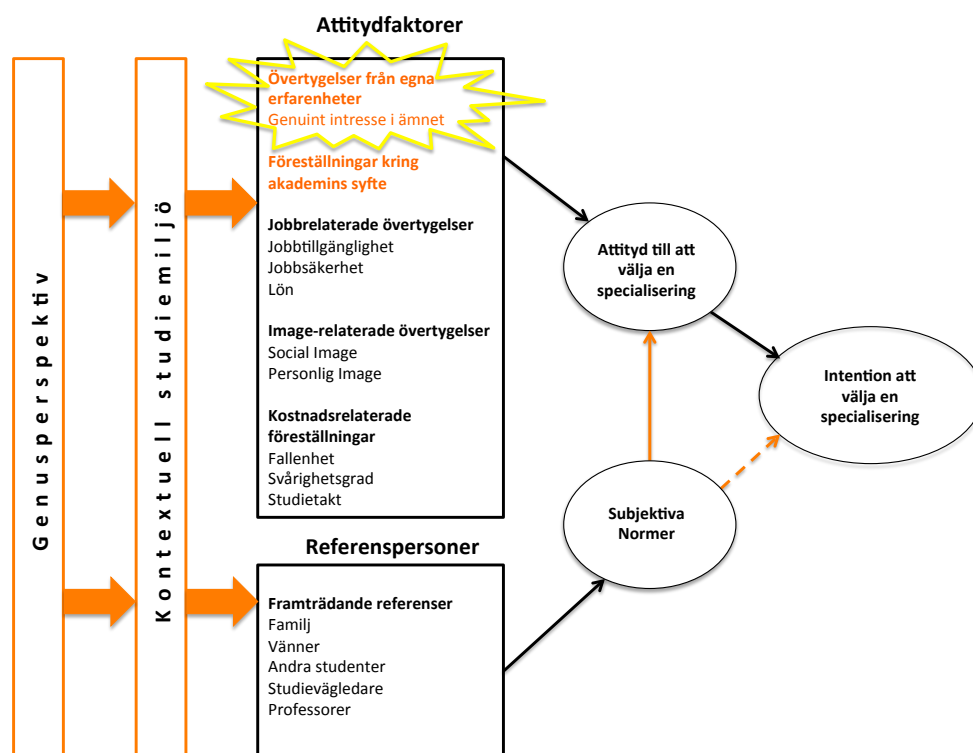 Attitydfaktorer
Genusperspektiv
Kontextuell studiemiljö
Övertygelser från egna
erfarenheter
Genuint intresse i ämnet
Föreställningar kring
akademins syfte
Jobbrelaterade övertygelser
Jobbtillgänglighet
Jobbsäkerhet
Lön
Image-relaterade övertygelser
Social Image
Personlig Image
Kostnadsrelaterade
föreställningar
Fallenhet
Svårighetsgrad
Studietakt
Referenspersoner
Framträdande referenser
Familj
Vänner
Andra studenter
Studievägledare
Professorer
Attityd till att
välja en
specialisering
Subjektiva
Normer
Intention att
välja en
specialisering